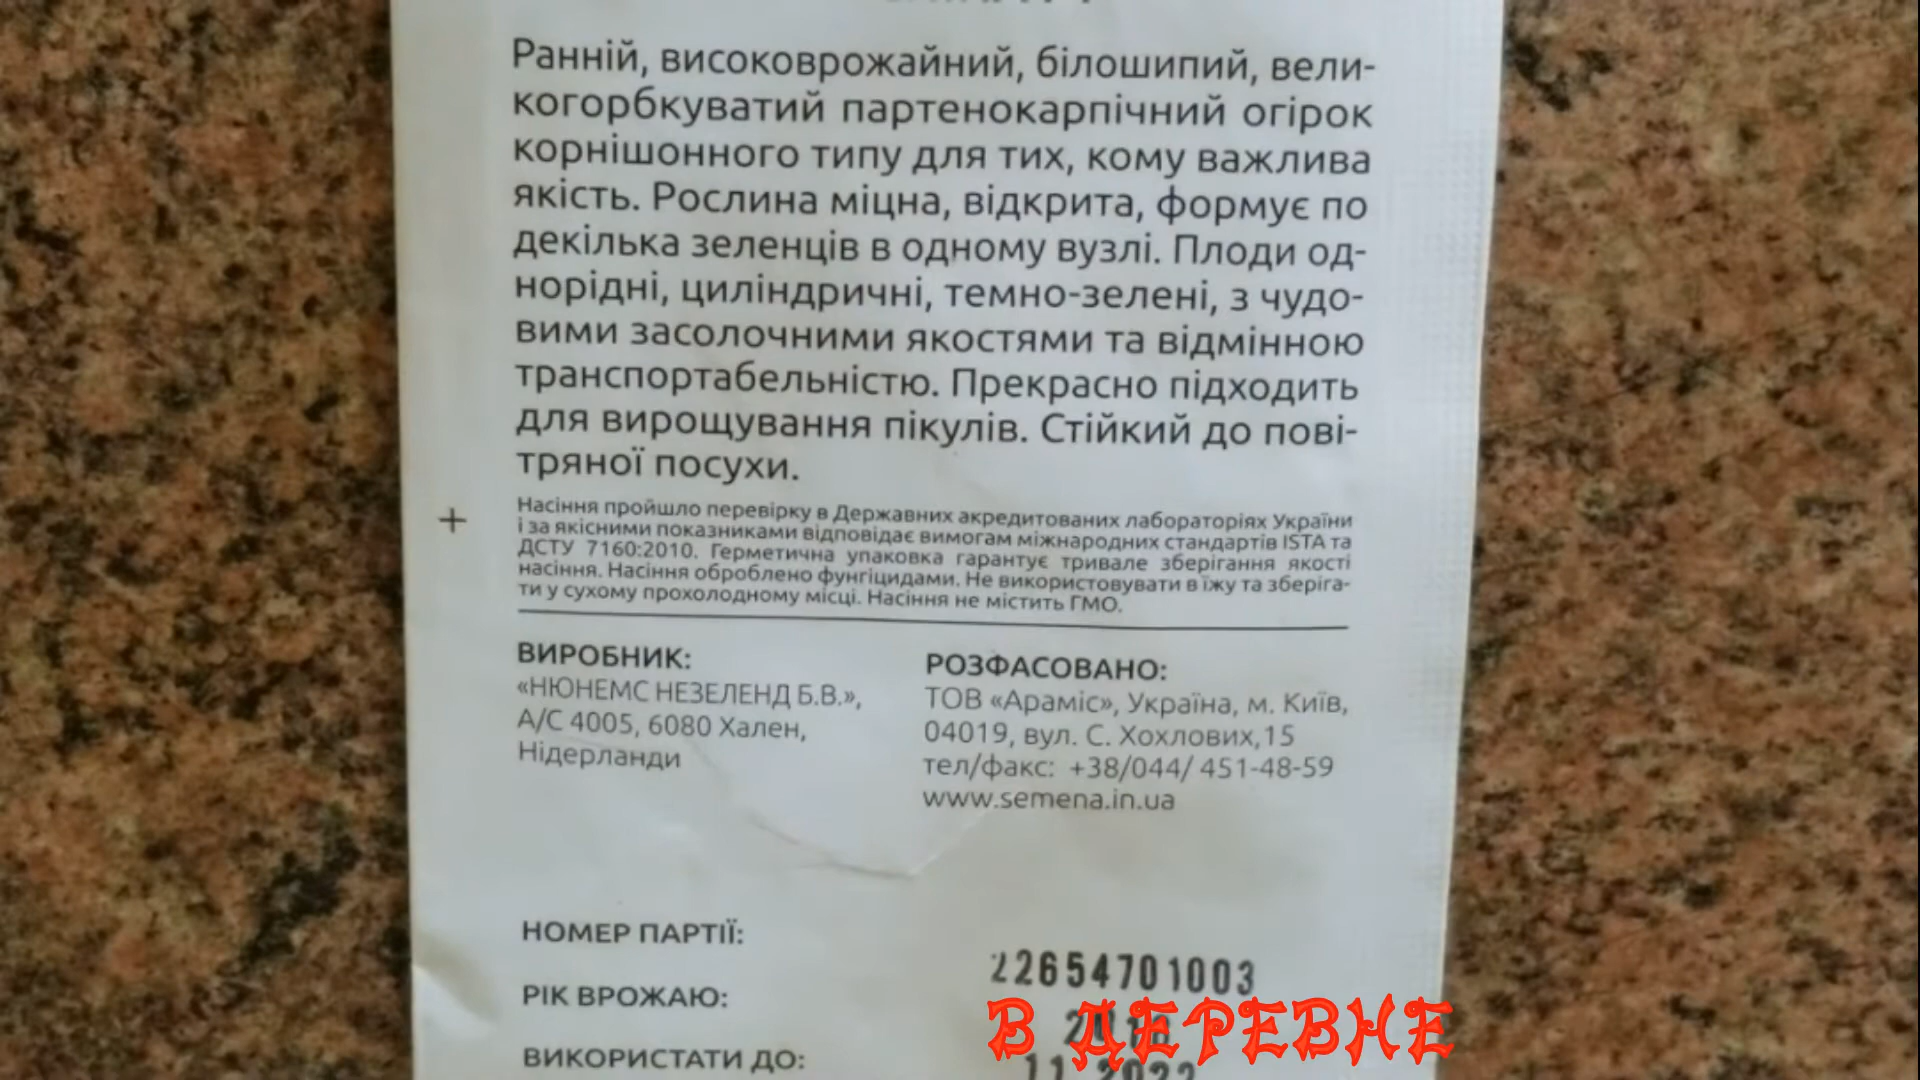 Ранній, високоврожайний, білошипий, вели-
когорбкуватий партенокарпічний огірок
корнішонного типу для тих, кому важлива
якість. Рослина міцна, відкрита, формує по
декілька зеленців в одному вузлі. Плоди од-
норідні, циліндричні, темно-зелені, з чудо-
вими засолочними якостями та відмінною
транспортабельністю. Прекрасно підходить
для вирощування пікулів. Стійкий до пові-
тряної посухи.
Насіння пройшло перевірку в Державних акредитованих лабораторіях України
і за якісними показниками відповідає вимогам міжнародних стандартів ISTA та
ДСТУ 7160:2010. Герметична упаковка гарантує тривале зберігання якості
насіння. Насіння оброблено фунгіцидами. Не використовувати в їжу та зберіга-
ти у сухому прохолодному місці. Насіння не містить ГМО.
ВИРОБНИК:
«НЮНЕМС НЕЗЕЛЕНД Б.В.»,
А/С 4005, 6080 Хален,
Нідерланди
РОЗФАСОВАНО:
ТОВ «Араміс», Україна, м. Київ,
04019, вул. С. Хохлових,15
тел/факс: +38/044/ 451-48-59
www.semena.in.ua
НОМЕР ПАРТІЇ:
22654701003
РІК ВРОЖАЮ:
В ДЕРЕВНЕ
ВИКОРИСТАТИ ДО:
11 2022